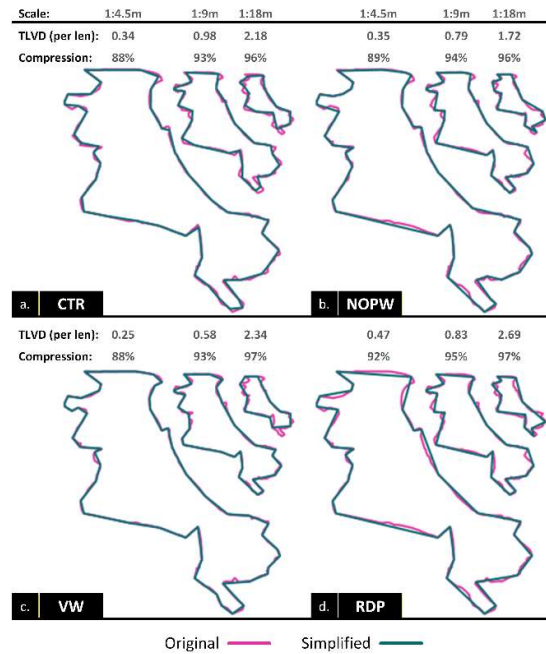 Scale: 1:4.5m 1:9m 1:18m 1:4.5m 1:9m 1:18m
TLVD (per len) 0.34 0.98 2.18 0.35 0.79 1.72
Compression: 88% 93% 96% 89% 94% 96%
a. CTR b. NOPW
TLVD (per len) 0.25 0.58 2.34 0.47 0.83 2.69
Compression: 88% 93% 97% 92% 95% 97%
c. VW d. RDP
Original Simplified